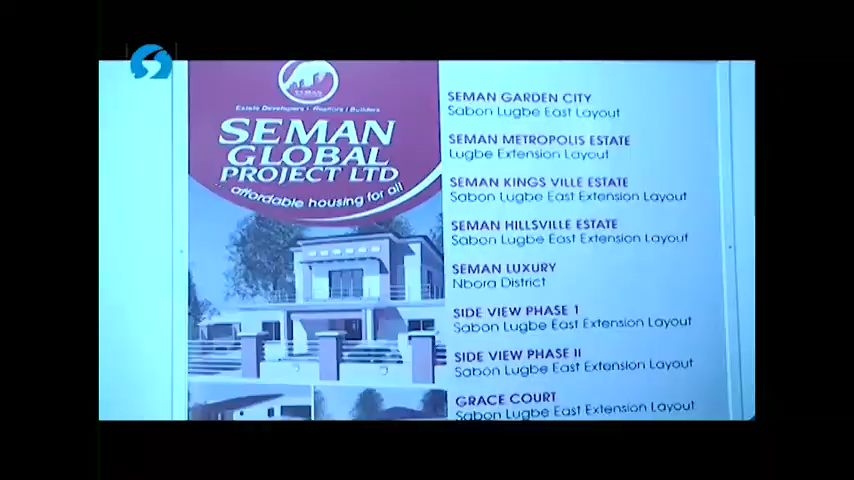 SEMAN
Estate Developers | Realtors | Builders
SEMAN
GLOBAL
PROJECT LTD
...affordable housing for all
SEMAN GARDEN CITY
Sabon Lugbe East Layout
SEMAN METROPOLIS ESTATE
Lugbe Extension Layout
SEMAN KINGS VILLE ESTATE
Sabon Lugbe East Extension Layout
SEMAN HILLSVILLE ESTATE
Sabon Lugbe East Extension Layout
SEMAN LUXURY
Nbora District
SIDE VIEW PHASE 1
Sabon Lugbe East Extension Layout
SIDE VIEW PHASE II
Sabon Lugbe East Extension Layout
GRACE COURT
Sabon Lugbe East Extension Layout